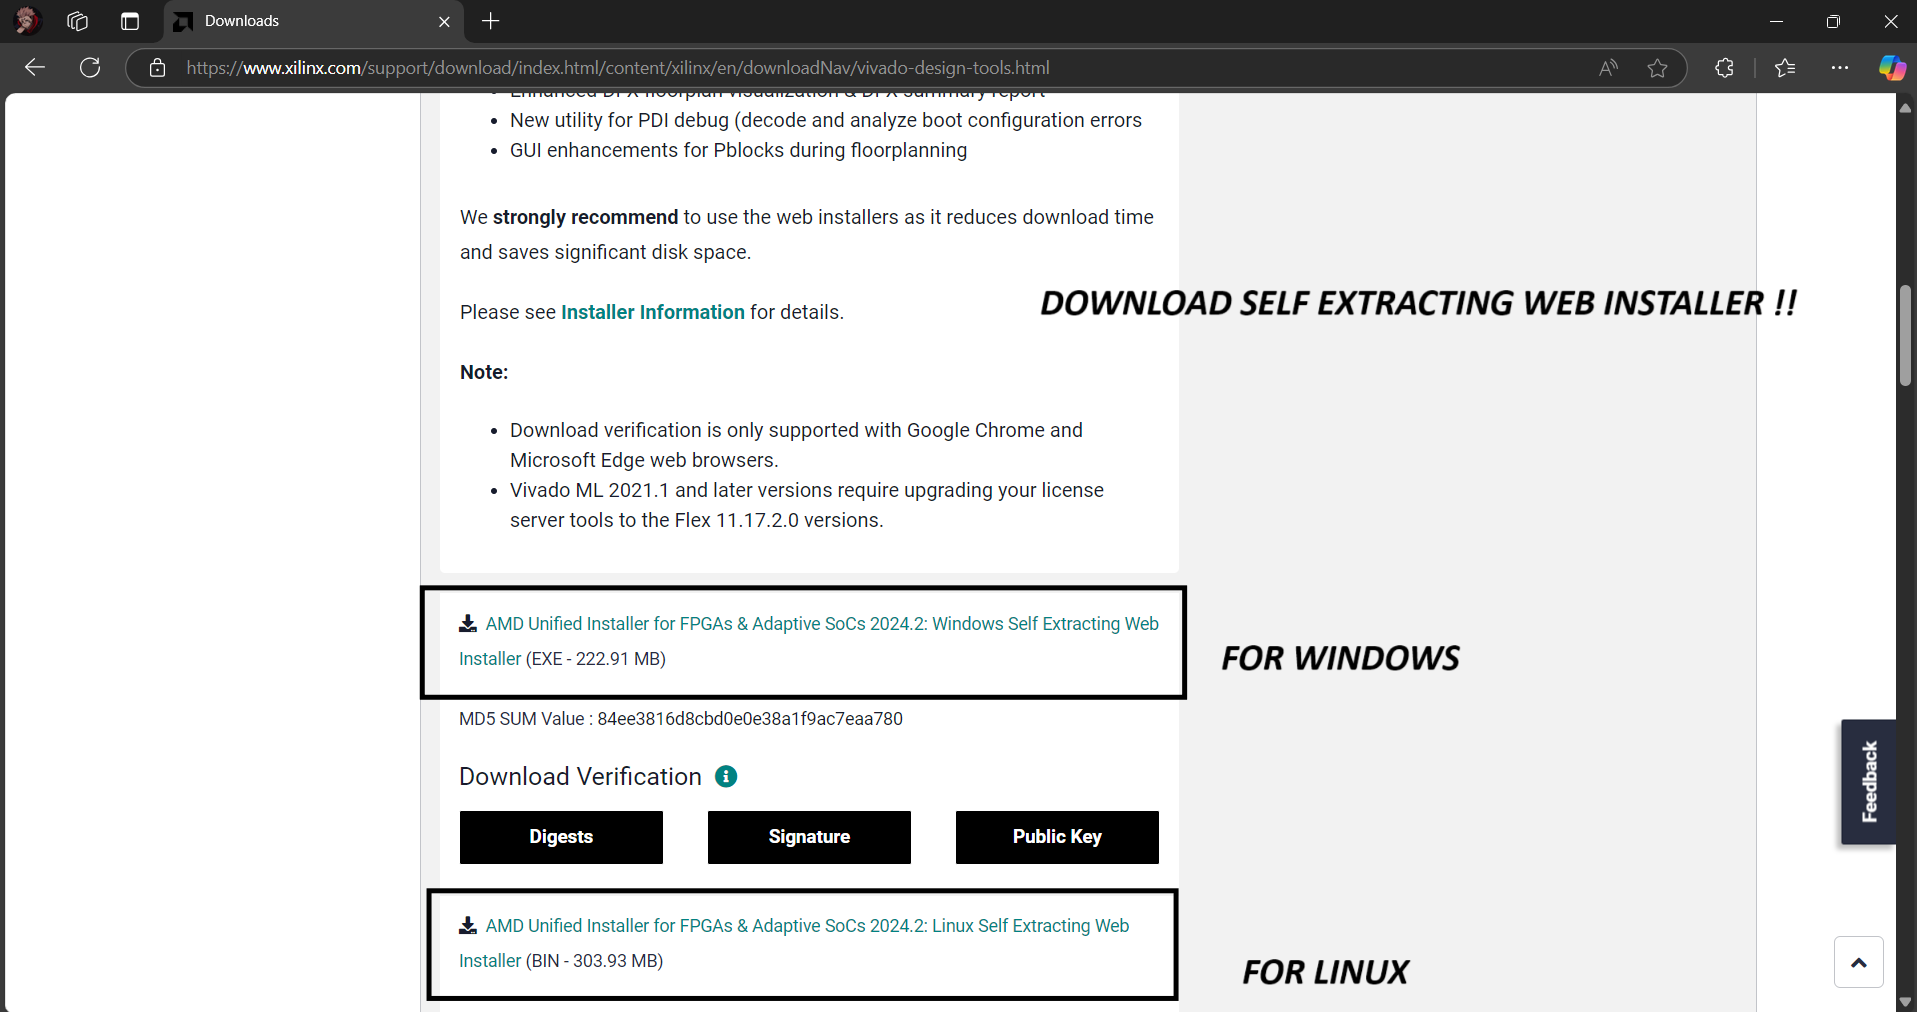 Downloads
https://www.xilinx.com/support/download/index.html/content/xilinx/en/downloadNav/vivado-design-tools.html
Enhanced DFX floorplan visualization & DFX summary report
New utility for PDI debug (decode and analyze boot configuration errors
GUI enhancements for Pblocks during floorplanning
We strongly recommend to use the web installers as it reduces download time
and saves significant disk space.
DOWNLOAD SELF EXTRACTING WEB INSTALLER !!
Please see Installer Information for details.
Note:
Download verification is only supported with Google Chrome and
Microsoft Edge web browsers.
Vivado ML 2021.1 and later versions require upgrading your license
server tools to the Flex 11.17.2.0 versions.
AMD Unified Installer for FPGAs & Adaptive SoCs 2024.2: Windows Self Extracting Web
Installer (EXE - 222.91 MB)
FOR WINDOWS
MD5 SUM Value : 84ee3816d8cbd0e0e38a1f9ac7eaa780
Download Verification
Digests
Signature
Public Key
Feedback
AMD Unified Installer for FPGAs & Adaptive SoCs 2024.2: Linux Self Extracting Web
Installer (BIN - 303.93 MB)
FOR LINUX